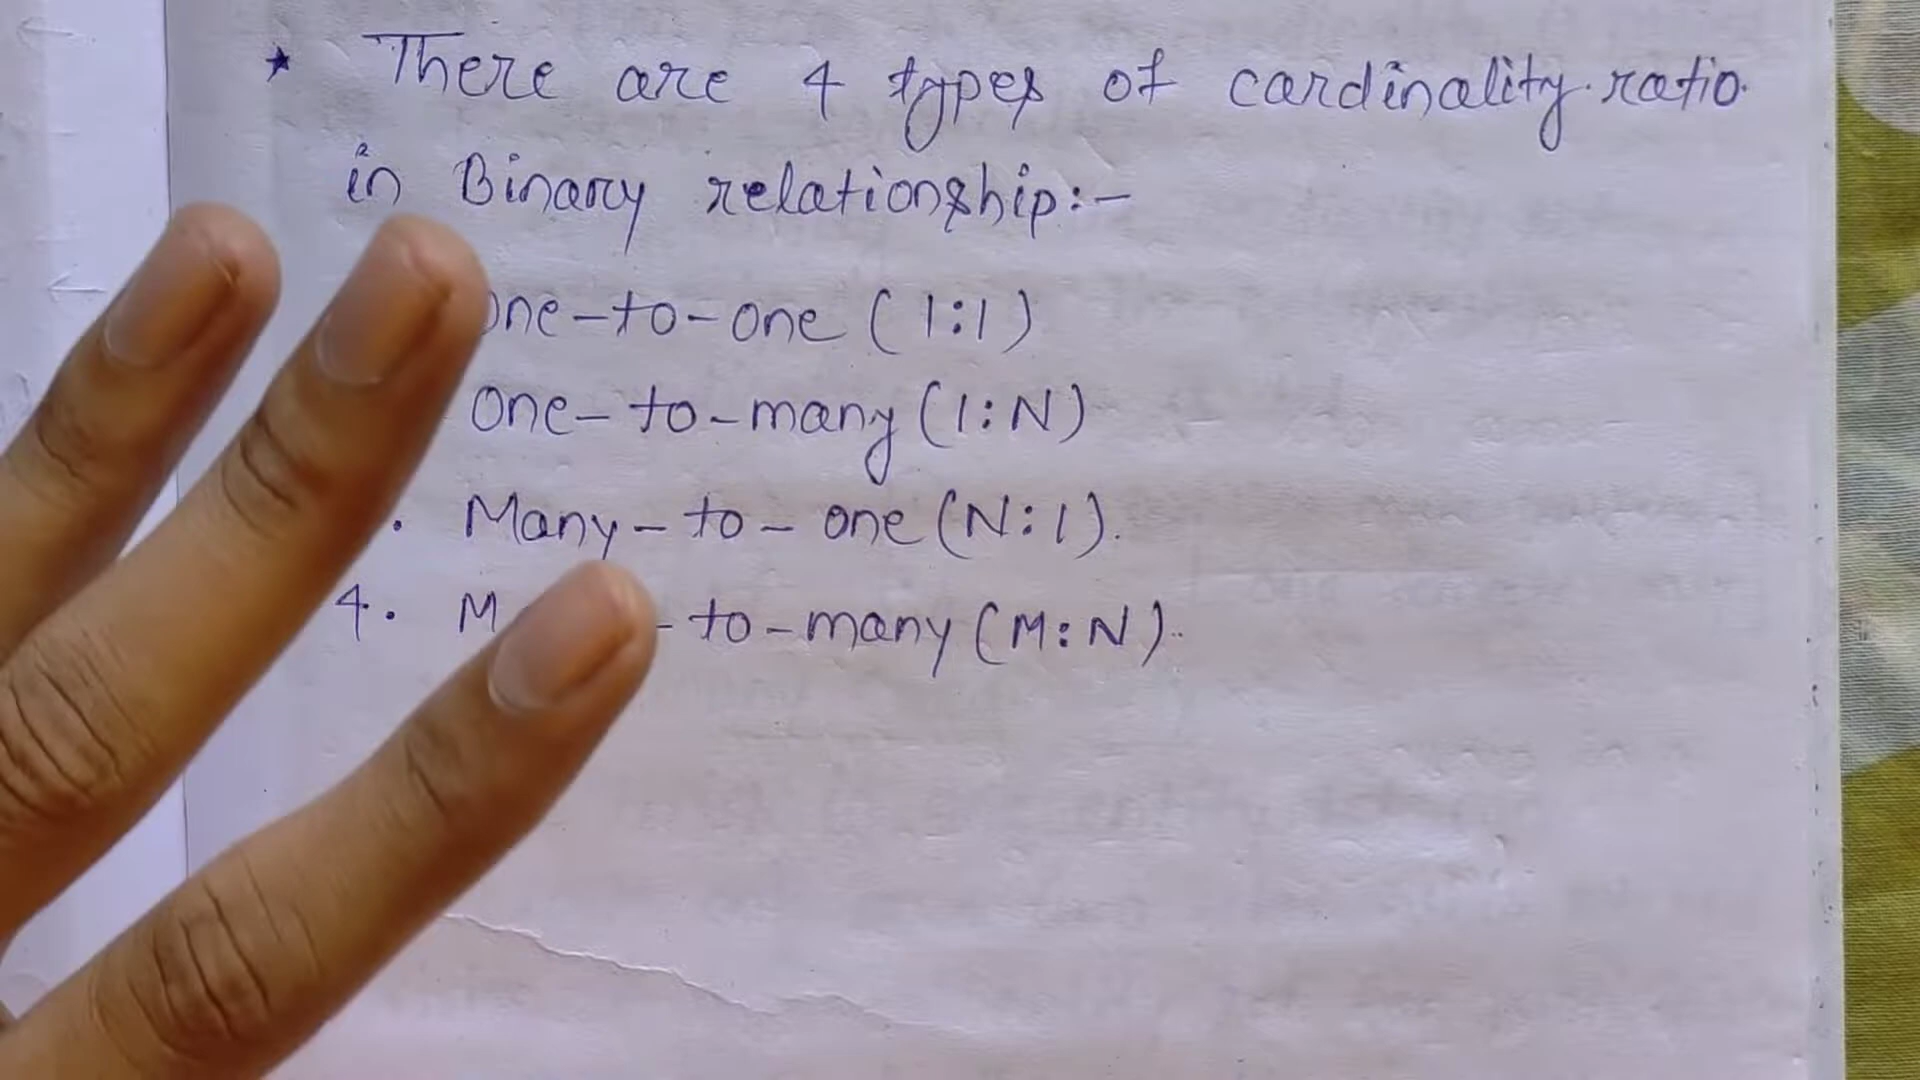 ★ There are 4 types of cardinality ratio
in Binary relationship:-
one-to-one (1:1)
One-to-many (1:N)
. Many-to-one (N:1).
4. M -to-many (M:N).